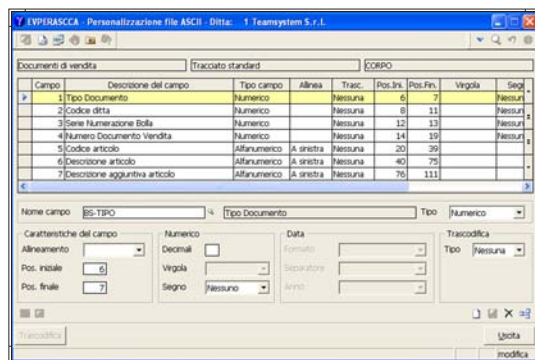 EVPERASCCA - Personalizzazione file ASCII - Ditta: 1 Teamsystem S.r.l.
Documenti di vendita Tracciato standard CORPO
Campo Descrizione del campo Tipo campo Allinea Trasc. Pos.Ini. Pos.Fin. Virgola Segn
1 Tipo Documento Numerico Nessuna 6 7 Nessun
2 Codice ditta Numerico Nessuna 8 11 Nessun
3 Serie Numerazione Bolla Numerico Nessuna 12 13 Nessun
4 Numero Documento Vendita Numerico Nessuna 14 19 Nessun
5 Codice articolo Alfanumerico A sinistra Nessuna 20 39
6 Descrizione articolo Alfanumerico A sinistra Nessuna 40 75
7 Descrizione aggiuntiva articolo Alfanumerico A sinistra Nessuna 76 111
Nome campo BS-TIPO Tipo Documento Tipo Numerico
Caratteristiche del campo Numerico Data Trascodifica
Allineamento Decimali Formato Tipo Nessuna
Pos. iniziale 6 Virgola Separatore
Pos. finale 7 Segno Nessuno Anno
Trascodifica Uscita
modifica